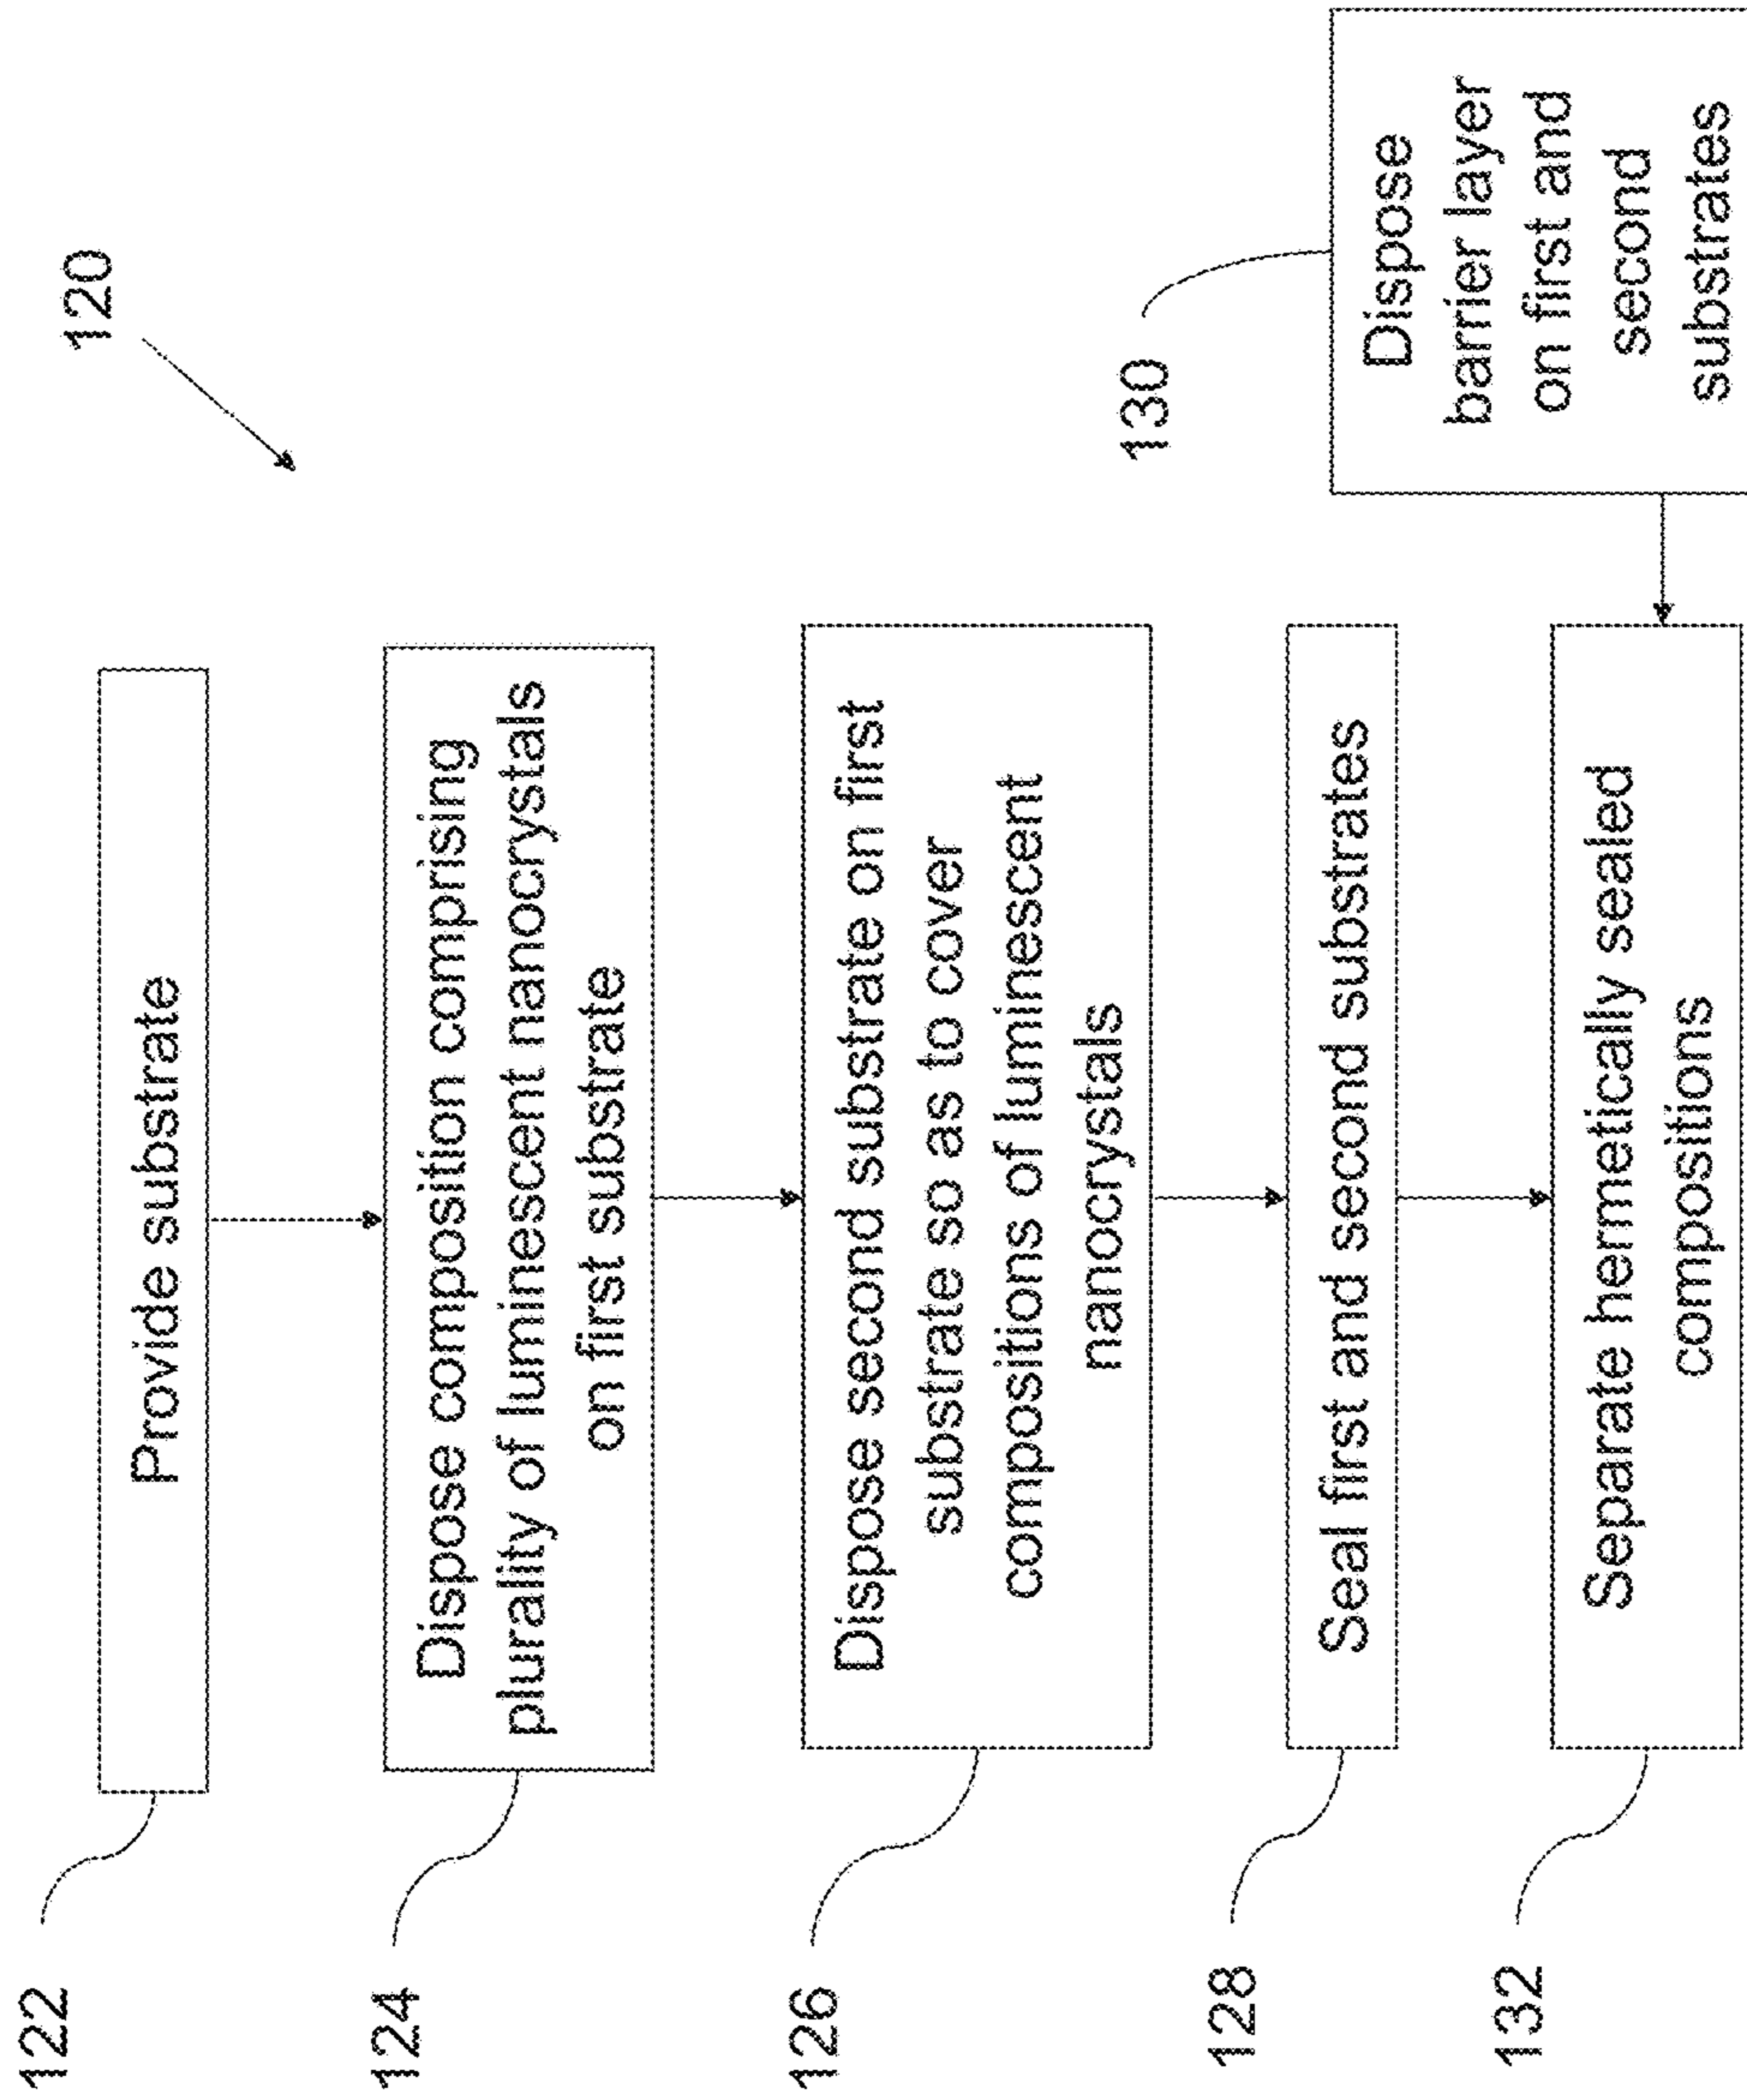 120
122
Provide substrate
124
Dispose composition comprising
plurality of luminescent nanocrystals
on first substrate
126
Dispose second substrate on first
substrate so as to cover
compositions of luminescent
nanocrystals
128
Seal first and second substrates
130
Dispose
barrier layer
on first and
second
substrates
132
Separate hermetically sealed
compositions